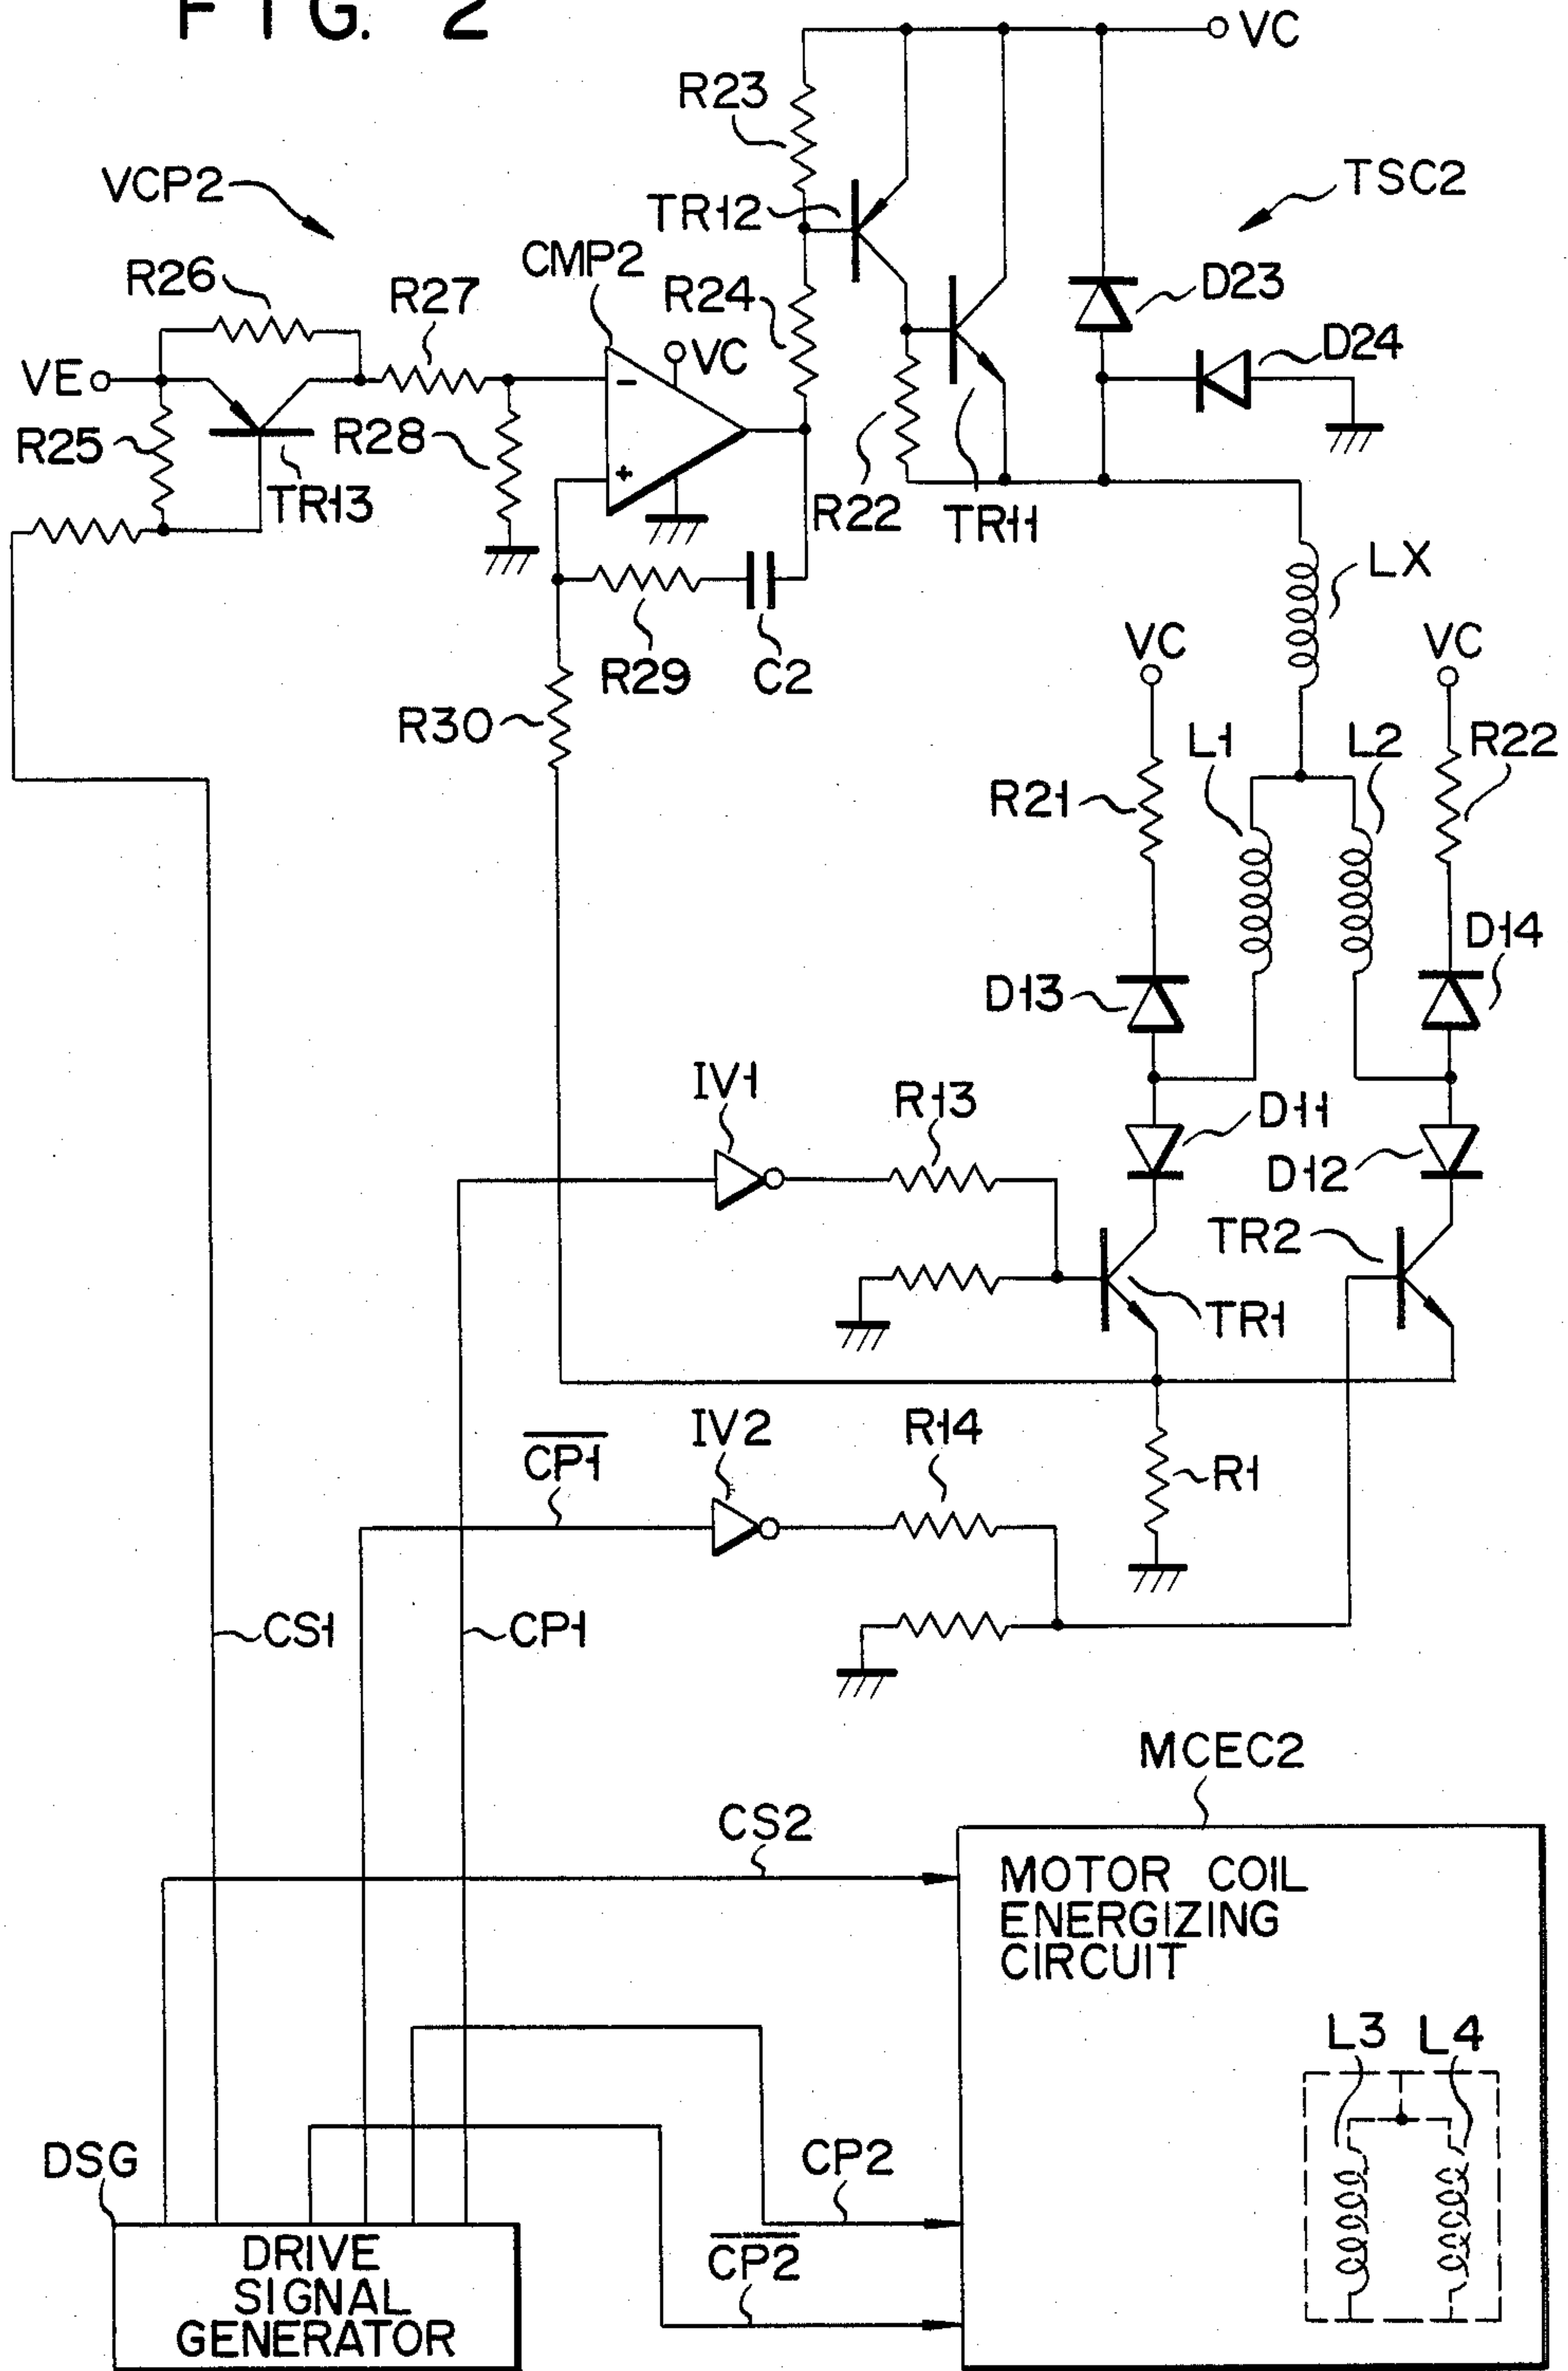 FIG. 2
VC
R23
VCP2
TSC2
TR12
CMP2
R26
R27
R24
D23
VC
D24
VE
R25
R28
-
+
TR13
R22
TR11
LX
VC
VC
R29
C2
R30
L1
L2
R22
R21
D14
D13
IV1
R13
D11
D12
TR2
TR1
IV2
R14
CP1
R1
CS1
CP1
MCEC2
CS2
MOTOR COIL
ENERGIZING
CIRCUIT
L3
L4
DSG
CP2
CP2
DRIVE
SIGNAL
GENERATOR